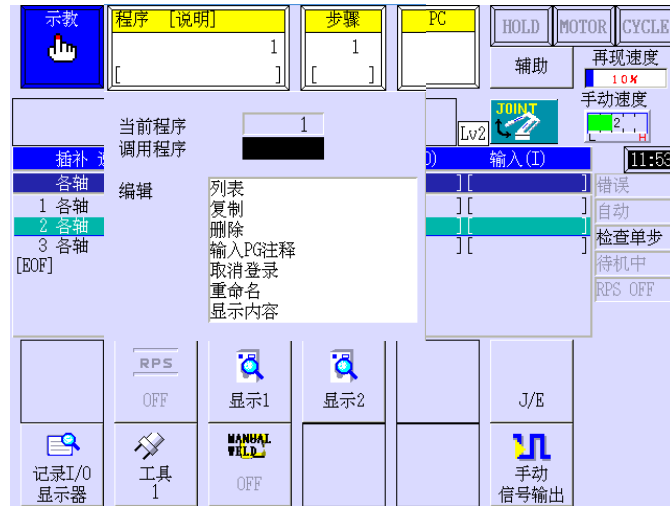 示教
程序 [说明]
步骤
PC
HOLD
MOTOR
CYCLE
1
[ ]
1
[ ]
辅助
再现速度
10%
手动速度
2
L H
JOINT
Lv2
当前程序 1
调用程序
插补
输入(I)
11:53
各轴 ][ ]
1 各轴 ][ ]
2 各轴 ][ ]
3 各轴 ][ ]
[EOF]
编辑
列表
复制
删除
输入PG注释
取消登录
重命名
显示内容
错误
自动
检查单步
待机中
RPS OFF
RPS
OFF
显示1
显示2
J/E
记录I/O
显示器
工具
1
MANUAL
WELD
OFF
手动
信号输出